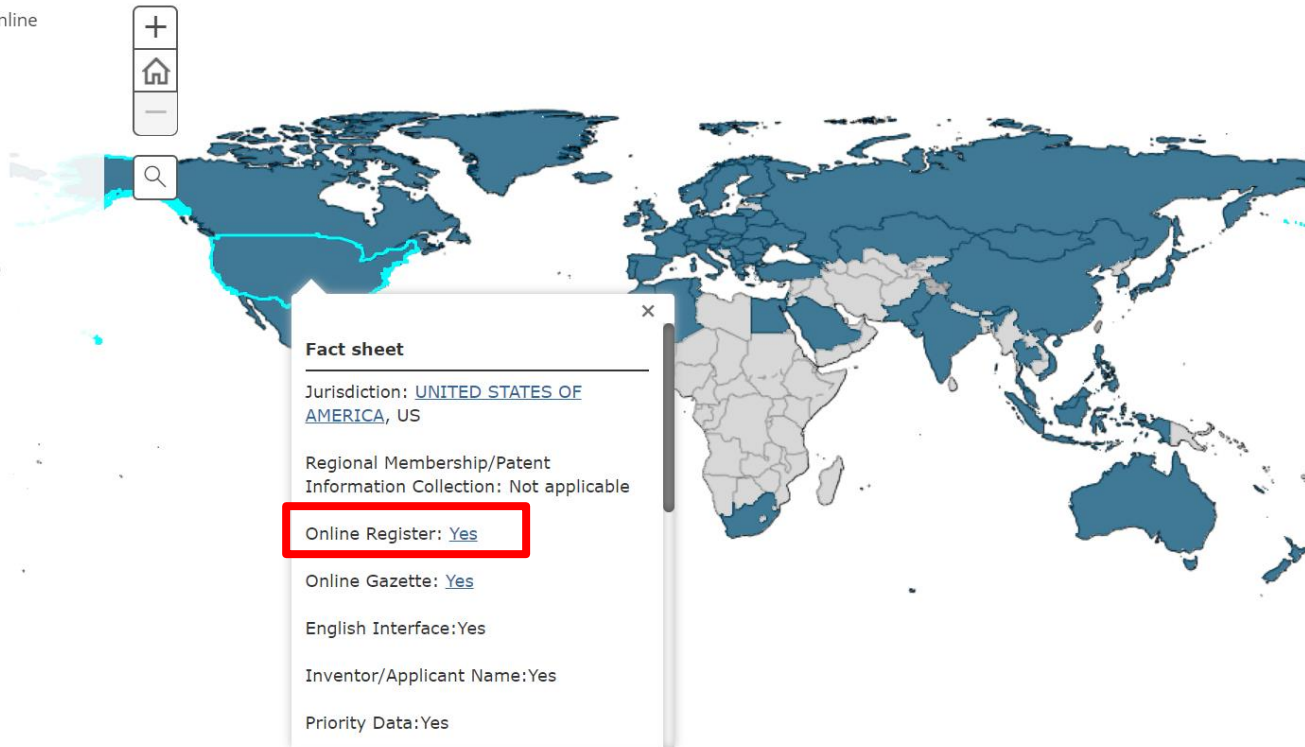 +
−
×
Fact sheet
Jurisdiction: UNITED STATES OF
AMERICA, US
Regional Membership/Patent
Information Collection: Not applicable
Online Register: Yes
Online Gazette: Yes
English Interface:Yes
Inventor/Applicant Name:Yes
Priority Data:Yes